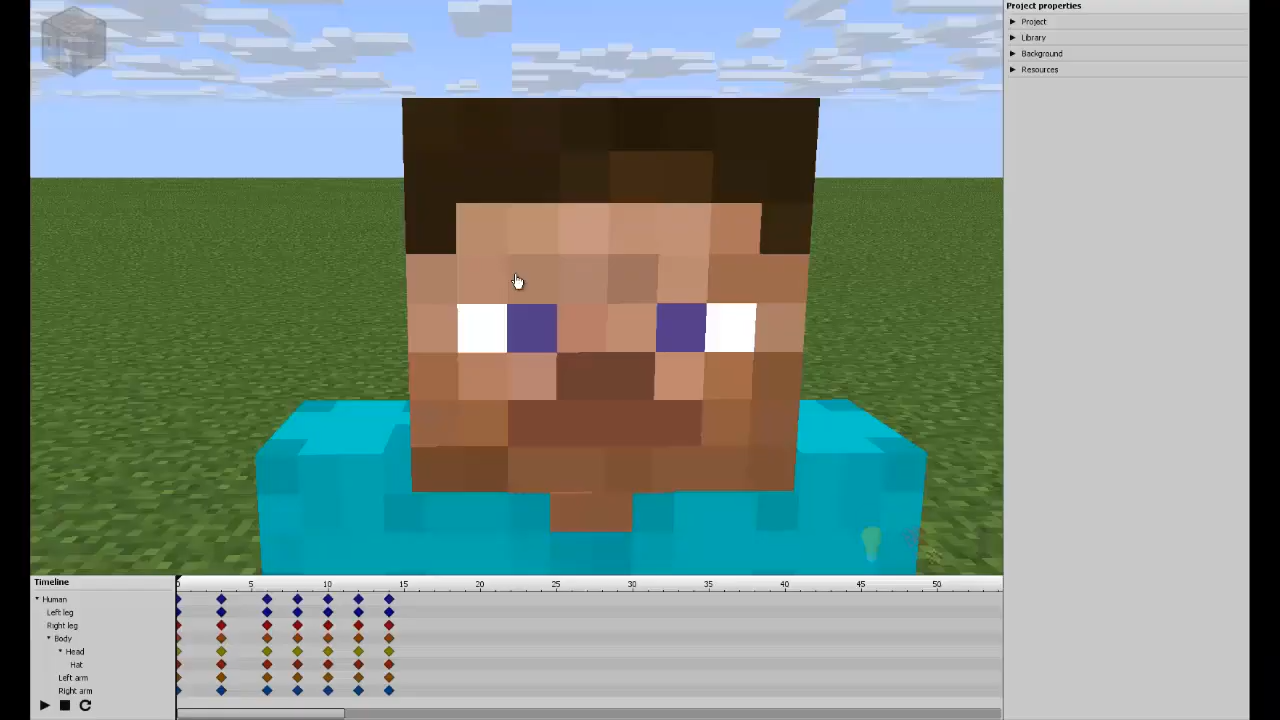 Project properties
Project
Library
Background
Resources
Timeline
0 5 10 15 20 25 30 35 40 45 50
Human
Left leg
Right leg
Body
Head
Hat
Left arm
Right arm